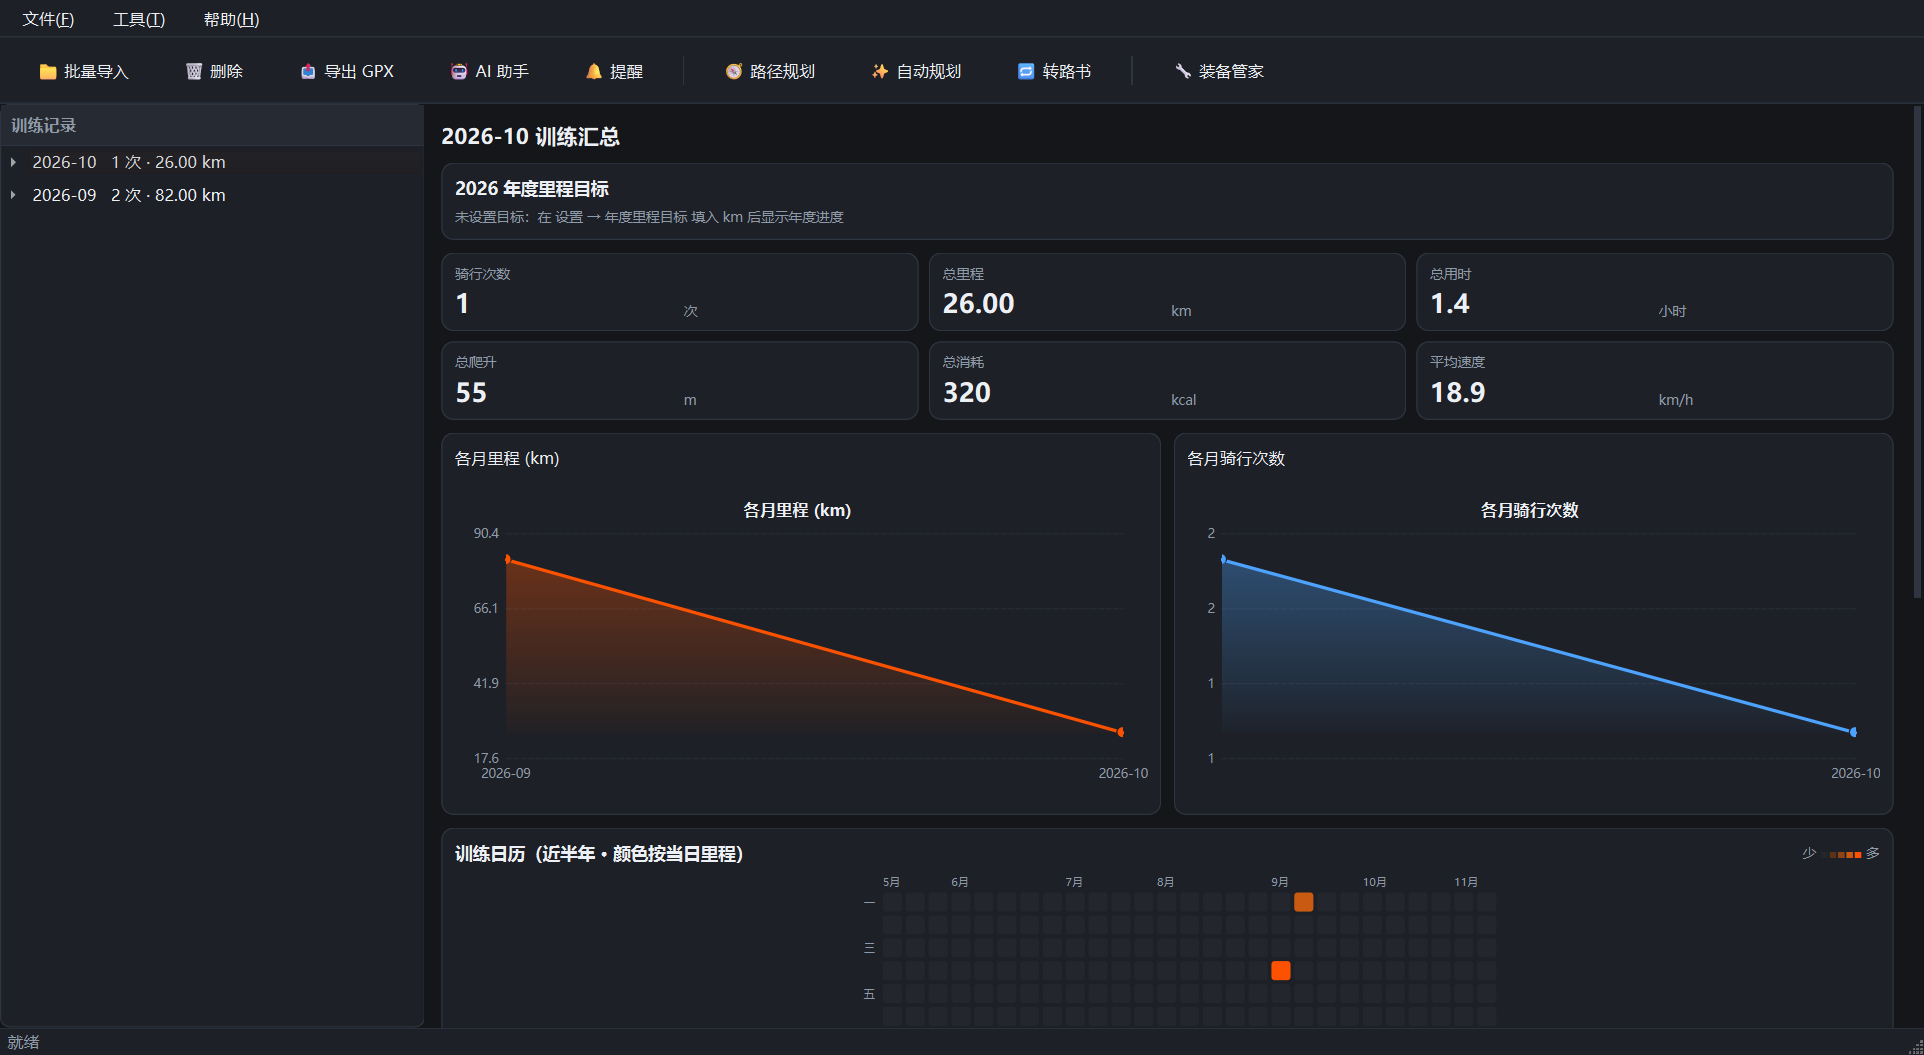 文件(F) 工具(T) 帮助(H)
批量导入 删除 导出 GPX AI 助手 提醒 路径规划 自动规划 转路书 装备管家
训练记录
2026-10 1 次 · 26.00 km
2026-09 2 次 · 82.00 km
2026-10 训练汇总
2026 年度里程目标
未设置目标：在 设置 → 年度里程目标 填入 km 后显示年度进度
骑行次数
1 次
总里程
26.00 km
总用时
1.4 小时
总爬升
55 m
总消耗
320 kcal
平均速度
18.9 km/h
各月里程 (km)
各月里程 (km)
90.4
66.1
41.9
17.6
2026-09 2026-10
各月骑行次数
各月骑行次数
2
2
1
1
2026-10
训练日历（近半年 • 颜色按当日里程）
少 多
5月 6月 7月 8月 9月 10月 11月
一
三
五
就绪